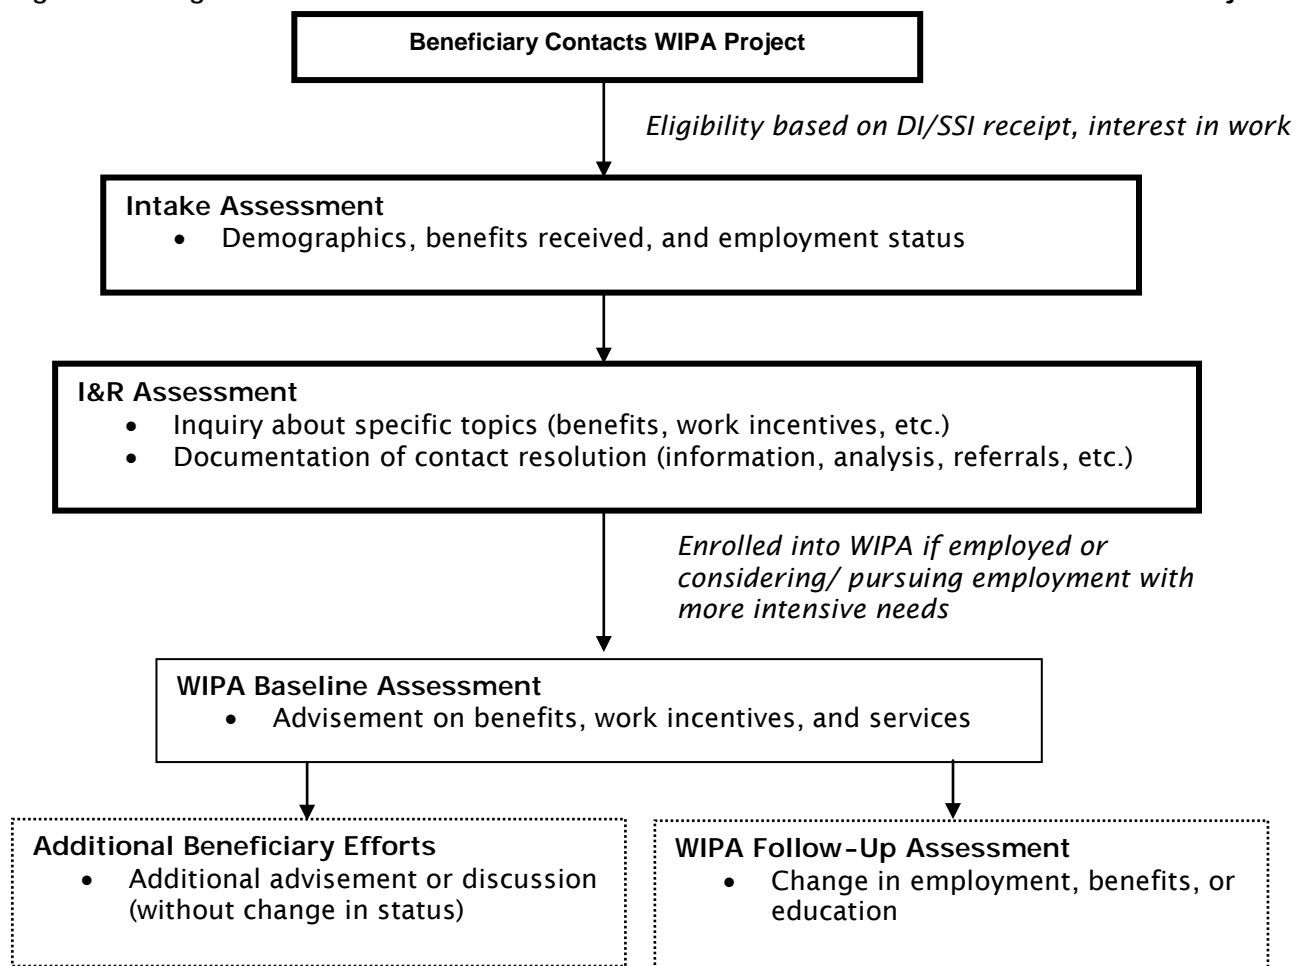 Beneficiary Contacts WIPA Project
Eligibility based on DI/SSI receipt, interest in work
Intake Assessment
• Demographics, benefits received, and employment status
I&R Assessment
• Inquiry about specific topics (benefits, work incentives, etc.)
• Documentation of contact resolution (information, analysis, referrals, etc.)
Enrolled into WIPA if employed or
considering/ pursuing employment with
more intensive needs
WIPA Baseline Assessment
• Advisement on benefits, work incentives, and services
Additional Beneficiary Efforts
• Additional advisement or discussion
(without change in status)
WIPA Follow-Up Assessment
• Change in employment, benefits, or
education